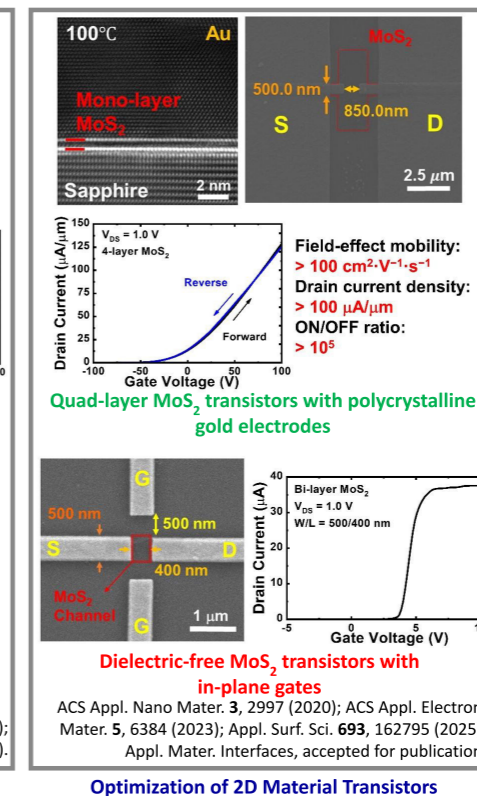 100℃
Au
Mono-layer
MoS₂
Sapphire
2 nm
MoS₂
500.0 nm
850.0nm
S
D
2.5 μm
Drain Current (μA/μm)
150
125
100
75
50
25
0
V_DS = 1.0 V
4-layer MoS₂
Reverse
Forward
-100
-50
0
50
100
Gate Voltage (V)
Field-effect mobility:
> 100 cm²·V⁻¹·s⁻¹
Drain current density:
> 100 μA/μm
ON/OFF ratio:
> 10⁵
Quad-layer MoS₂ transistors with polycrystalline
gold electrodes
G
500 nm
500 nm
S
D
400 nm
MoS₂
Channel
G
1 μm
Drain Current (μA)
40
30
20
10
0
Bi-layer MoS₂
V_DS = 1.0 V
W/L = 500/400 nm
-5
0
5
Gate Voltage (V)
Dielectric-free MoS₂ transistors with
in-plane gates
ACS Appl. Nano Mater. 3, 2997 (2020); ACS Appl. Electron
Mater. 5, 6384 (2023); Appl. Surf. Sci. 693, 162795 (2025
Appl. Mater. Interfaces, accepted for publication
);
).
Optimization of 2D Material Transistors